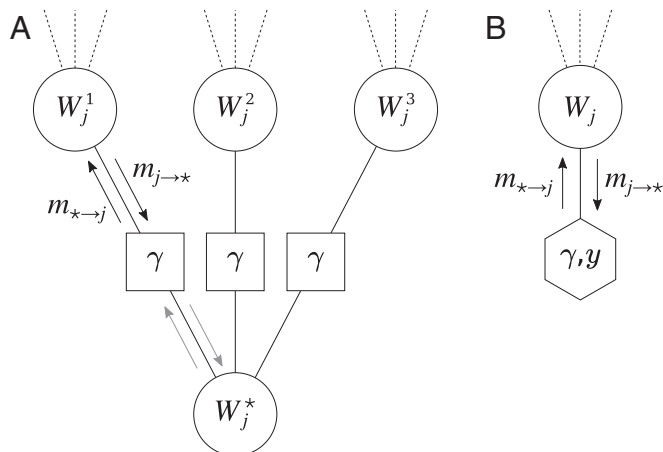 A
B
W_j^1
W_j^2
W_j^3
W_j
m_{j→⋆}
m_{⋆→j}
m_{⋆→j}
m_{j→⋆}
γ
γ
γ
γ,y
W_j^⋆